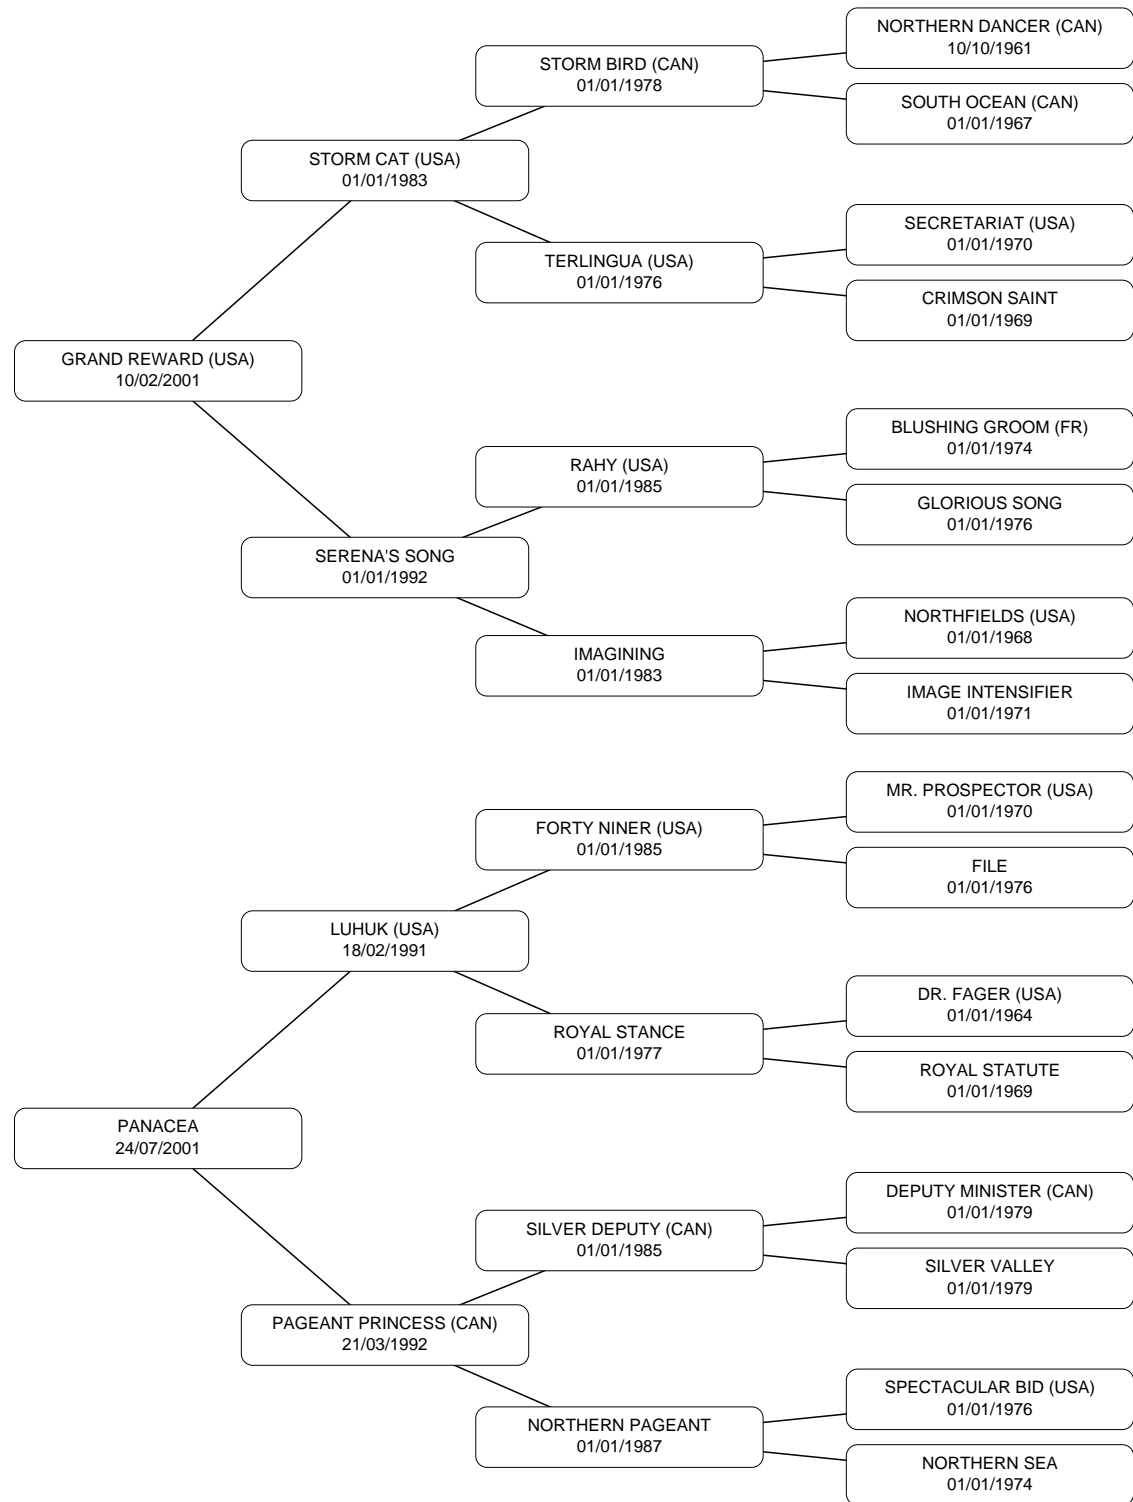 NORTHERN DANCER (CAN)
10/10/1961
STORM BIRD (CAN)
01/01/1978
SOUTH OCEAN (CAN)
01/01/1967
STORM CAT (USA)
01/01/1983
SECRETARIAT (USA)
01/01/1970
TERLINGUA (USA)
01/01/1976
CRIMSON SAINT
01/01/1969
GRAND REWARD (USA)
10/02/2001
BLUSHING GROOM (FR)
01/01/1974
RAHY (USA)
01/01/1985
GLORIOUS SONG
01/01/1976
SERENA'S SONG
01/01/1992
NORTHFIELDS (USA)
01/01/1968
IMAGINING
01/01/1983
IMAGE INTENSIFIER
01/01/1971
MR. PROSPECTOR (USA)
01/01/1970
FORTY NINER (USA)
01/01/1985
FILE
01/01/1976
LUHUK (USA)
18/02/1991
DR. FAGER (USA)
01/01/1964
ROYAL STANCE
01/01/1977
ROYAL STATUTE
01/01/1969
PANACEA
24/07/2001
DEPUTY MINISTER (CAN)
01/01/1979
SILVER DEPUTY (CAN)
01/01/1985
SILVER VALLEY
01/01/1979
PAGEANT PRINCESS (CAN)
21/03/1992
SPECTACULAR BID (USA)
01/01/1976
NORTHERN PAGEANT
01/01/1987
NORTHERN SEA
01/01/1974